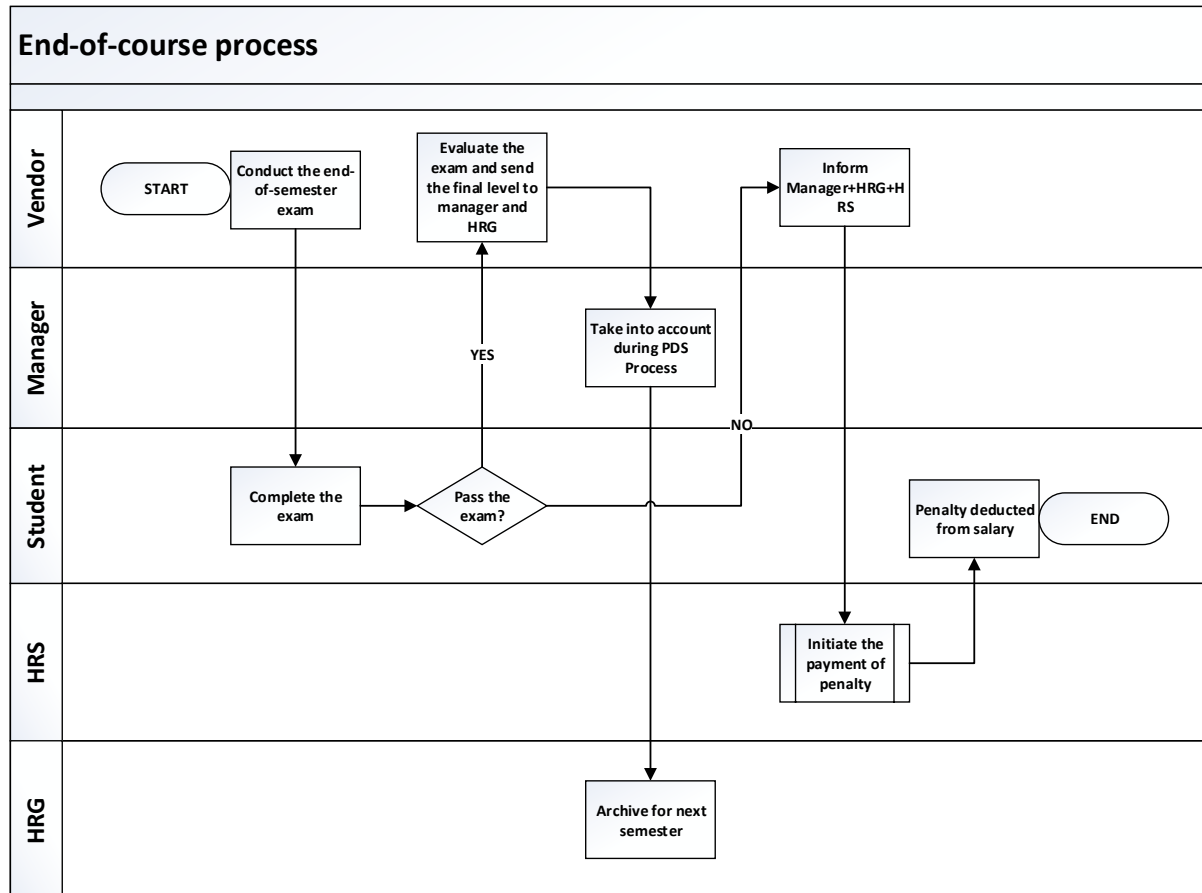 End-of-course process
Vendor
START
Conduct the end-
of-semester
exam
Evaluate the
exam and send
the final level to
manager and
HRG
Inform
Manager+HRG+H
RS
Manager
Take into account
during PDS
Process
YES
NO
Student
Complete the
exam
Pass the
exam?
Penalty deducted
from salary
END
HRS
Initiate the
payment of
penalty
HRG
Archive for next
semester